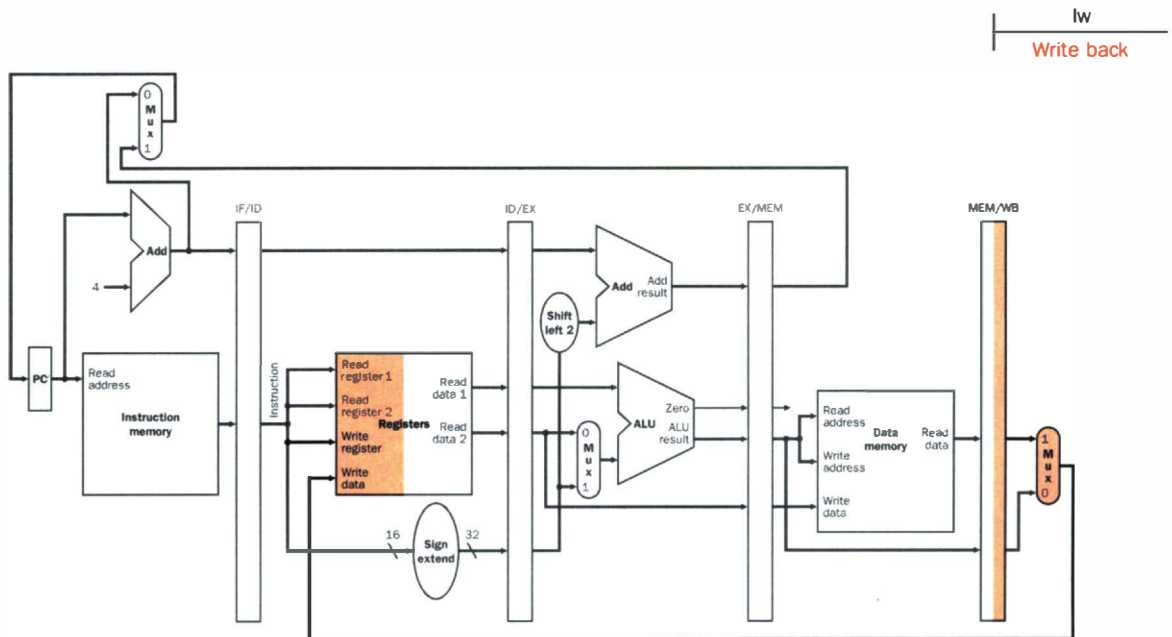 lw
Write back
0
M
u
x
1
IF/ID
ID/EX
EX/MEM
MEM/WB
Add
4
Add
Add
result
Shift
left 2
PC
Read
address
Instruction
memory
Instruction
Read
register 1
Read
register 2
Write
register
Write
data
Registers
Read
data 1
Read
data 2
0
M
u
x
1
Zero
ALU
ALU
result
Read
address
Write
address
Write
data
Data
memory
Read
data
1
M
u
x
0
16
Sign
extend
32